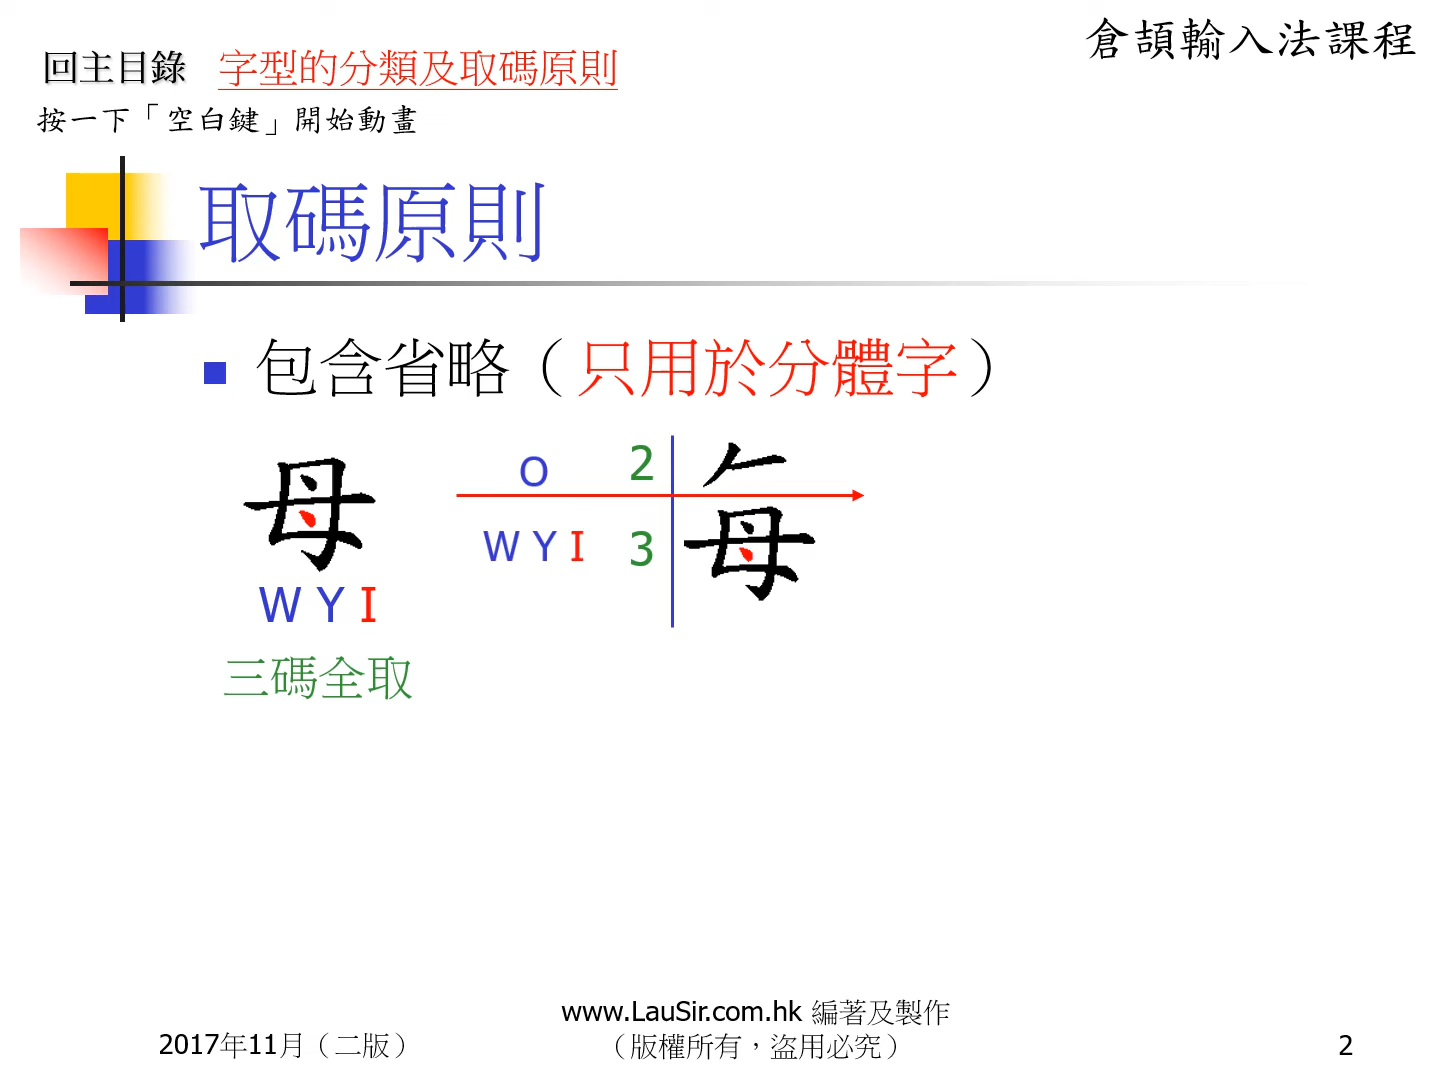 倉頡輸入法課程
回主目錄 字型的分類及取碼原則
按一下「空白鍵」開始動畫
取碼原則
包含省略（只用於分體字）
母
W Y I
三碼全取
O 2 𠂉
W Y I 3 母
2017年11月（二版）
www.LauSir.com.hk 編著及製作
（版權所有，盜用必究）
2